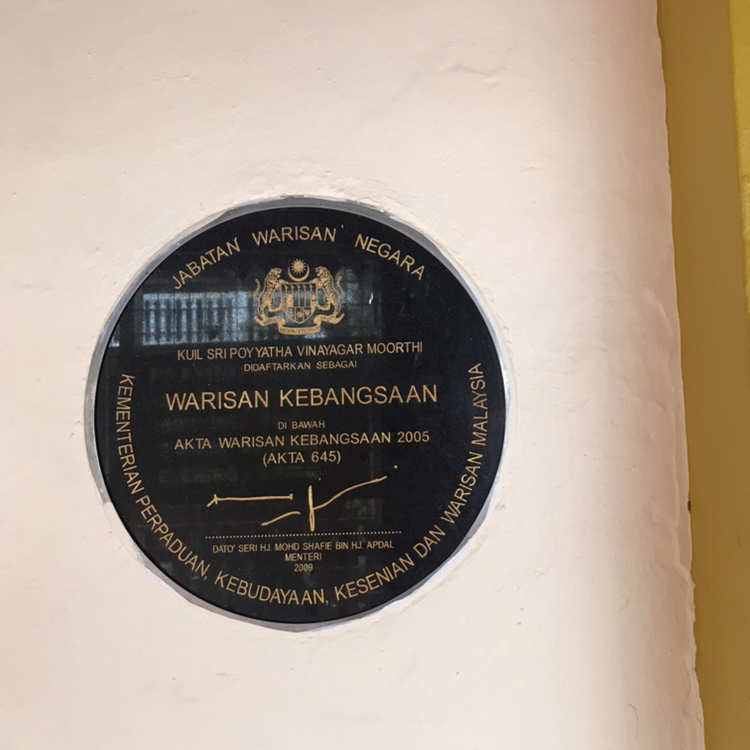 JABATAN WARISAN NEGARA
KUIL SRI POYYATHA VINAYAGAR MOORTHI
DIDAFTARKAN SEBAGAI
WARISAN KEBANGSAAN
DI BAWAH
AKTA WARISAN KEBANGSAAN 2005
(AKTA 645)
DATO' SERI HJ. MOHD SHAFIE BIN HJ. APDAL
MENTERI
2009
KEMENTERIAN PERPADUAN, KEBUDAYAAN, KESENIAN DAN WARISAN MALAYSIA